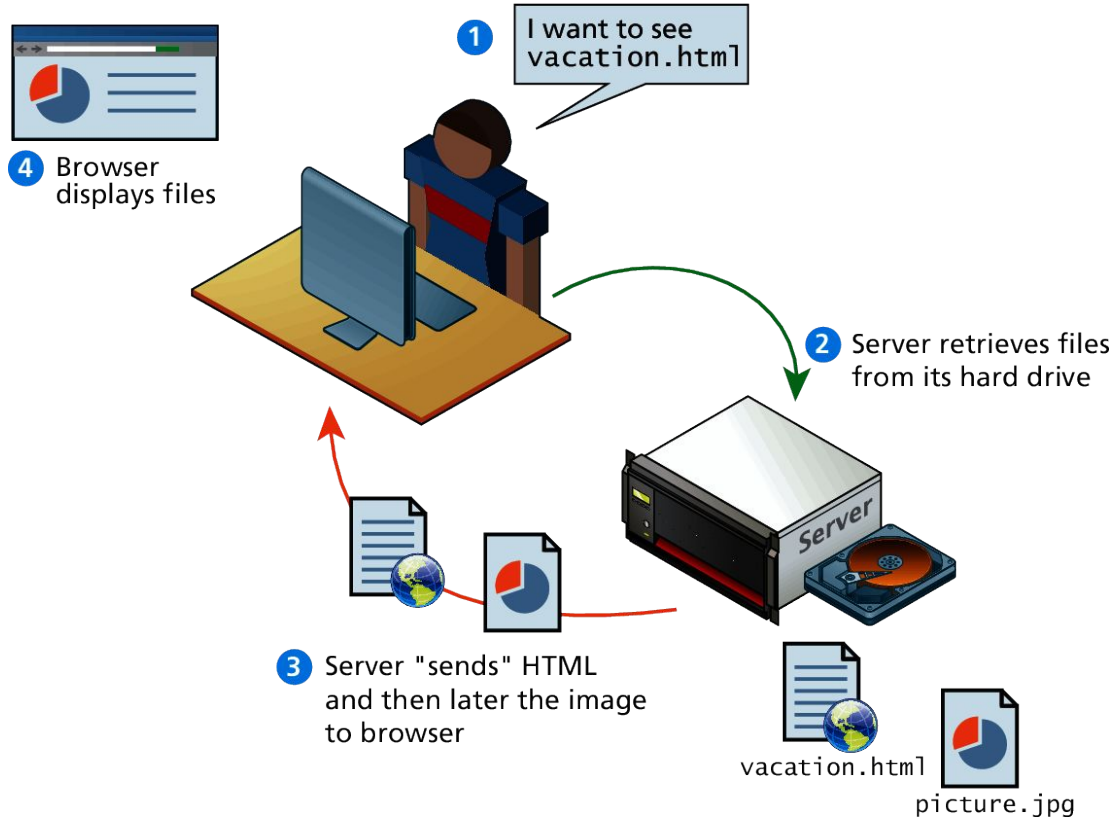 1
I want to see
vacation.html
4
Browser
displays files
2
Server retrieves files
from its hard drive
Server
3
Server "sends" HTML
and then later the image
to browser
vacation.html
picture.jpg